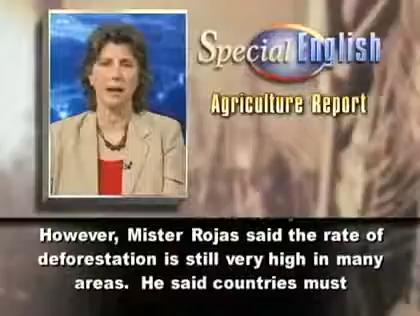 Special English
Agriculture Report
However, Mister Rojas said the rate of
deforestation is still very high in many
areas. He said countries must